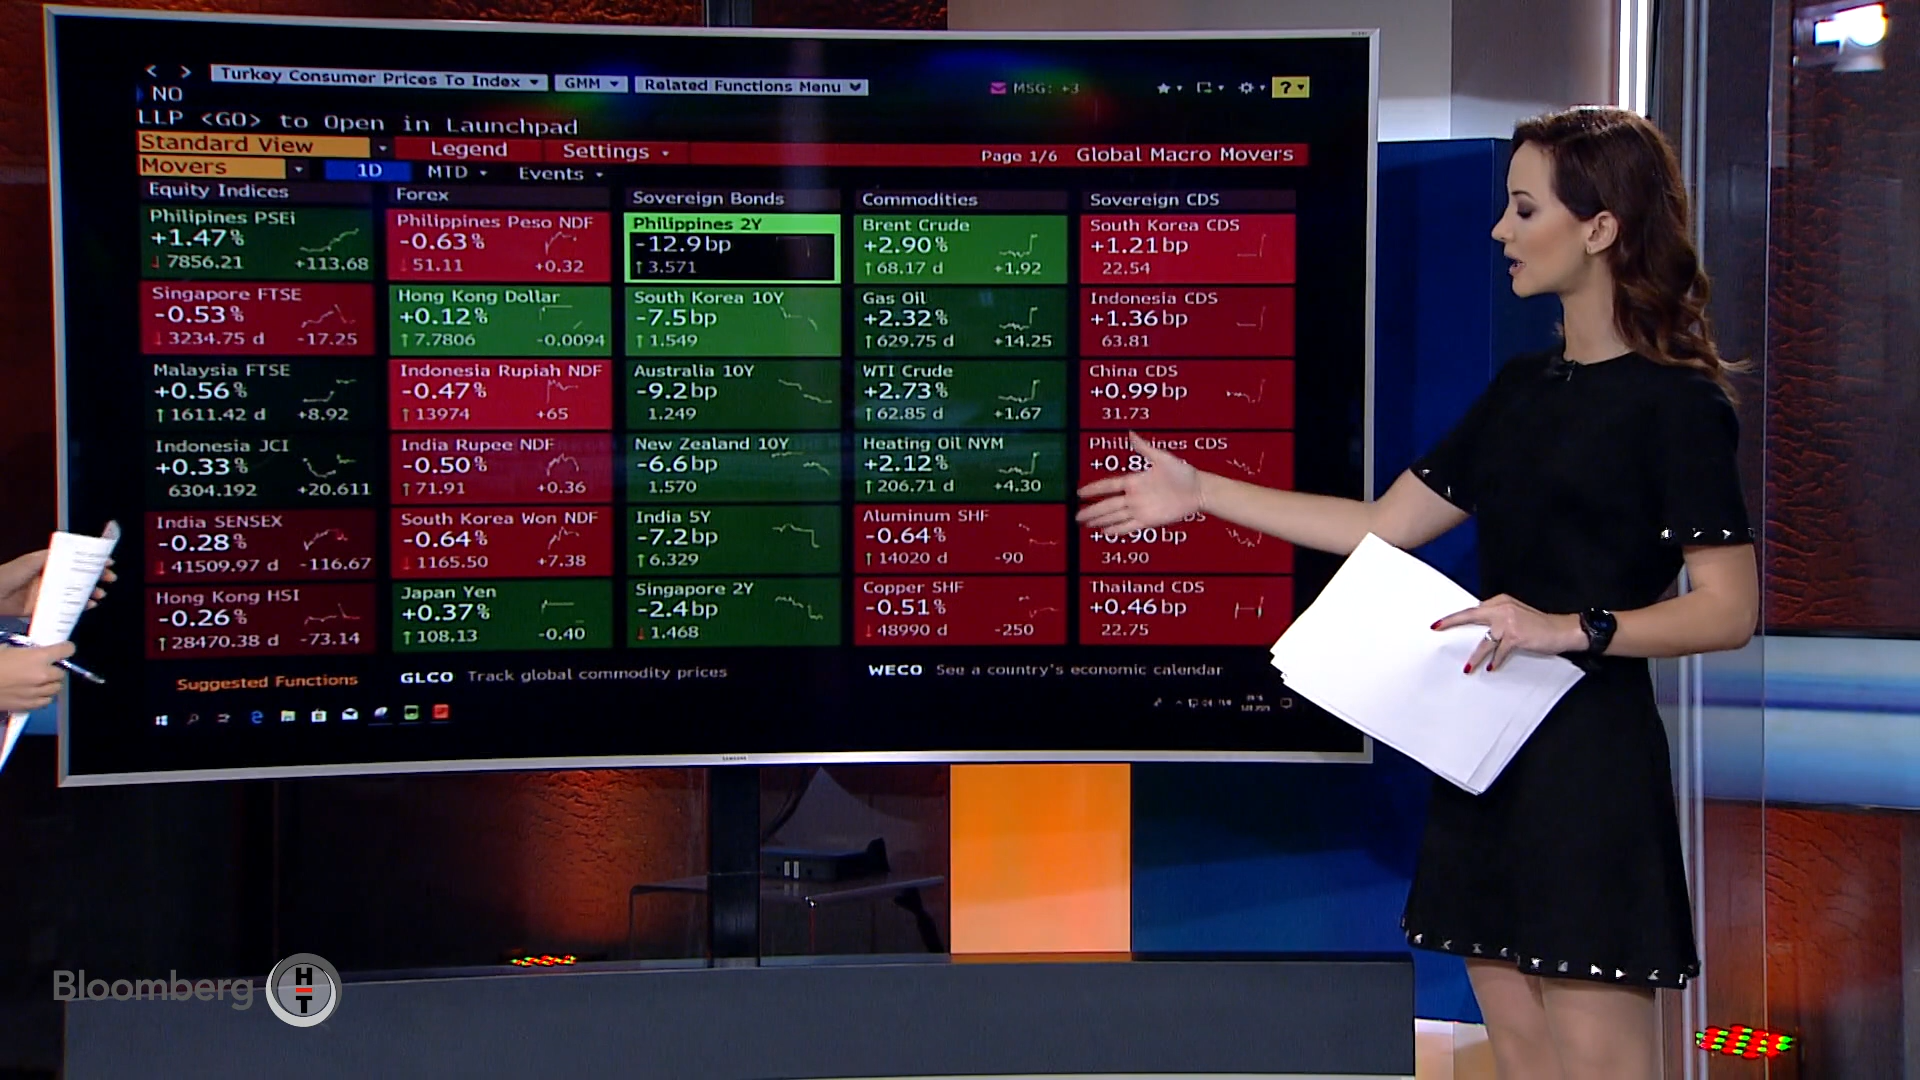 Turkey Consumer Prices To Index GMM Related Functions Menu MSG: +3 ?
NO
LLP <GO> to Open in Launchpad
Standard View Legend Settings Page 1/6 Global Macro Movers
Movers 1D MTD Events
Equity Indices
Philipines PSEi
+1.47%
↓7856.21 +113.68
Singapore FTSE
-0.53%
↓3234.75 d -17.25
Malaysia FTSE
+0.56%
↑1611.42 d +8.92
Indonesia JCI
+0.33%
6304.192 +20.611
India SENSEX
-0.28%
↓41509.97 d -116.67
Hong Kong HSI
-0.26%
↑28470.38 d -73.14
Forex
Philippines Peso NDF
-0.63%
↓51.11 +0.32
Hong Kong Dollar
+0.12%
↑7.7806 -0.0094
Indonesia Rupiah NDF
-0.47%
↑13974 +65
India Rupee NDF
-0.50%
↑71.91 +0.36
South Korea Won NDF
-0.64%
↓1165.50 +7.38
Japan Yen
+0.37%
↑108.13 -0.40
Sovereign Bonds
Philippines 2Y
-12.9bp
↑3.571
South Korea 10Y
-7.5bp
↑1.549
Australia 10Y
-9.2bp
1.249
New Zealand 10Y
-6.6bp
1.570
India 5Y
-7.2bp
↑6.329
Singapore 2Y
-2.4bp
↓1.468
Commodities
Brent Crude
+2.90%
↑68.17 d +1.92
Gas Oil
+2.32%
↑629.75 d +14.25
WTI Crude
+2.73%
↑62.85 d +1.67
Heating Oil NYM
+2.12%
↑206.71 d +4.30
Aluminum SHF
-0.64%
↑14020 d -90
Copper SHF
-0.51%
↓48990 d -250
Sovereign CDS
South Korea CDS
+1.21bp
22.54
Indonesia CDS
+1.36bp
63.81
China CDS
+0.99bp
31.73
Philippines CDS
+0.90bp
34.90
Thailand CDS
+0.46bp
22.75
Suggested Functions GLCO Track global commodity prices WECO See a country's economic calendar
SAMSUNG
Bloomberg HT